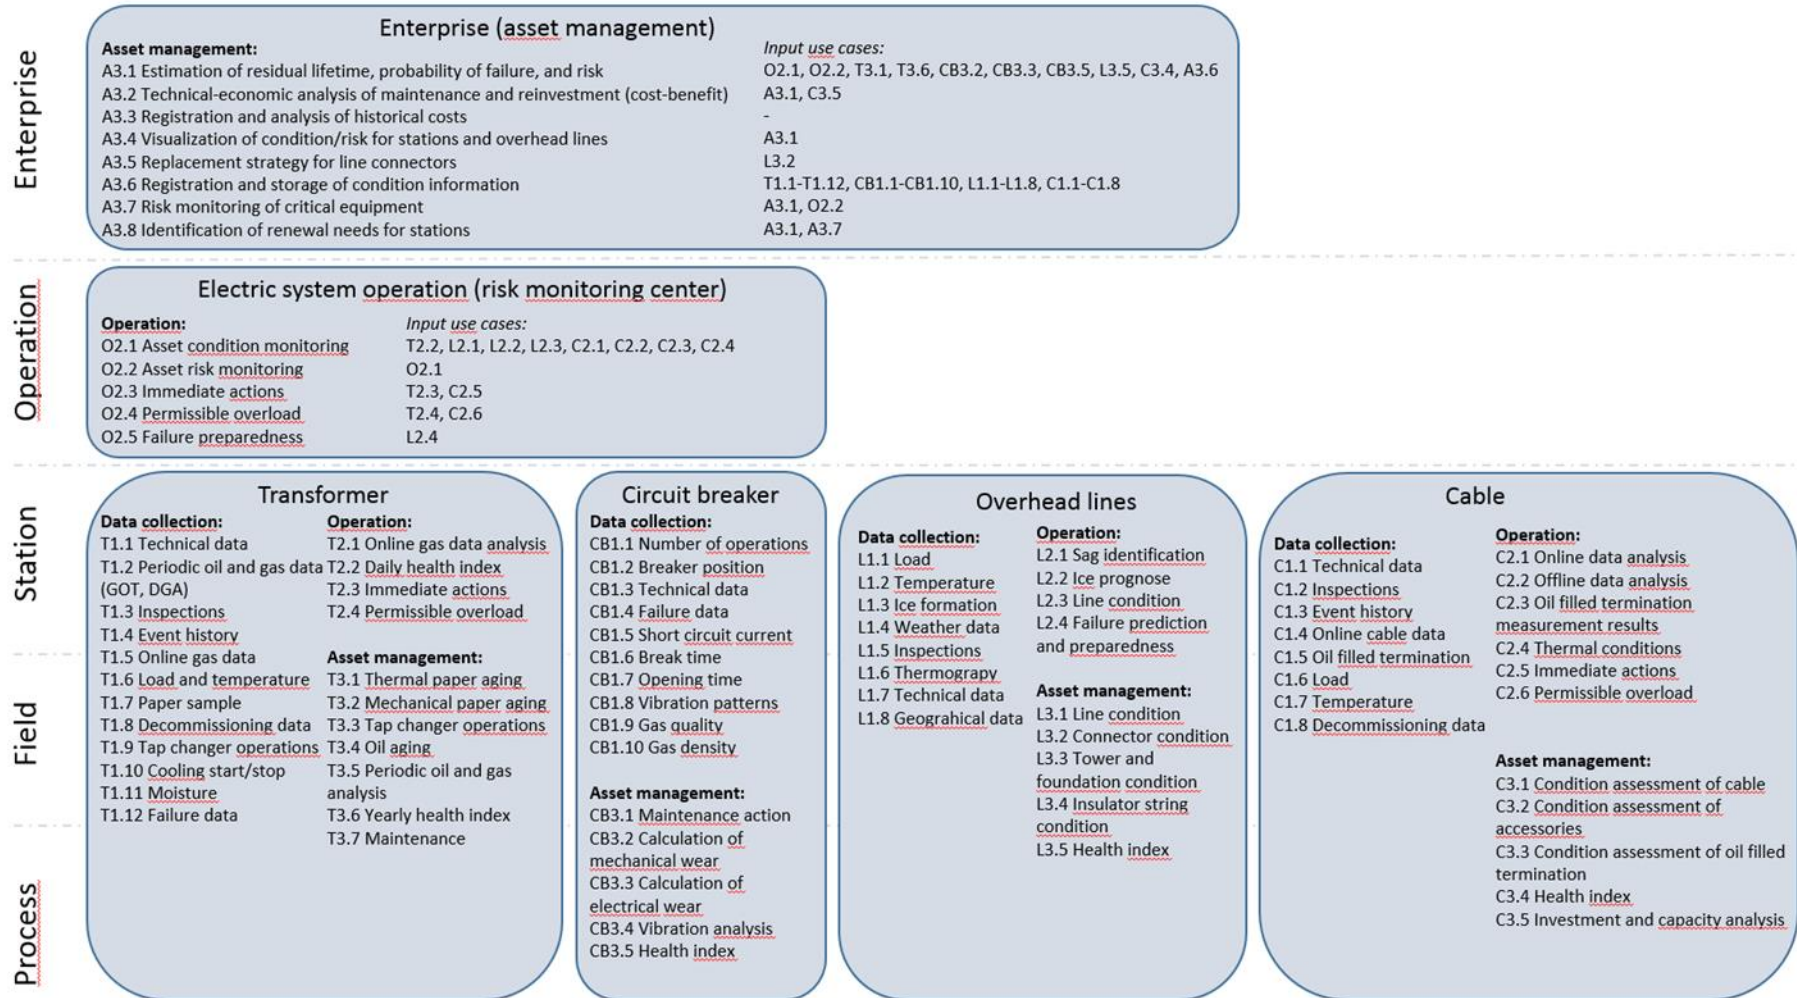 Enterprise
Enterprise (asset management)
Asset management:
Input use cases:
A3.1 Estimation of residual lifetime, probability of failure, and risk
O2.1, O2.2, T3.1, T3.6, CB3.2, CB3.3, CB3.5, L3.5, C3.4, A3.6
A3.2 Technical-economic analysis of maintenance and reinvestment (cost-benefit)
A3.1, C3.5
A3.3 Registration and analysis of historical costs
-
A3.4 Visualization of condition/risk for stations and overhead lines
A3.1
A3.5 Replacement strategy for line connectors
L3.2
A3.6 Registration and storage of condition information
T1.1-T1.12, CB1.1-CB1.10, L1.1-L1.8, C1.1-C1.8
A3.7 Risk monitoring of critical equipment
A3.1, O2.2
A3.8 Identification of renewal needs for stations
A3.1, A3.7
Operation
Electric system operation (risk monitoring center)
Operation:
Input use cases:
O2.1 Asset condition monitoring
T2.2, L2.1, L2.2, L2.3, C2.1, C2.2, C2.3, C2.4
O2.2 Asset risk monitoring
O2.1
O2.3 Immediate actions
T2.3, C2.5
O2.4 Permissible overload
T2.4, C2.6
O2.5 Failure preparedness
L2.4
Station
Field
Process
Transformer
Data collection:
T1.1 Technical data
T1.2 Periodic oil and gas data
(GOT, DGA)
T1.3 Inspections
T1.4 Event history
T1.5 Online gas data
T1.6 Load and temperature
T1.7 Paper sample
T1.8 Decommissioning data
T1.9 Tap changer operations
T1.10 Cooling start/stop
T1.11 Moisture
T1.12 Failure data
Operation:
T2.1 Online gas data analysis
T2.2 Daily health index
T2.3 Immediate actions
T2.4 Permissible overload
Asset management:
T3.1 Thermal paper aging
T3.2 Mechanical paper aging
T3.3 Tap changer operations
T3.4 Oil aging
T3.5 Periodic oil and gas
analysis
T3.6 Yearly health index
T3.7 Maintenance
Circuit breaker
Data collection:
CB1.1 Number of operations
CB1.2 Breaker position
CB1.3 Technical data
CB1.4 Failure data
CB1.5 Short circuit current
CB1.6 Break time
CB1.7 Opening time
CB1.8 Vibration patterns
CB1.9 Gas quality
CB1.10 Gas density
Asset management:
CB3.1 Maintenance action
CB3.2 Calculation of
mechanical wear
CB3.3 Calculation of
electrical wear
CB3.4 Vibration analysis
CB3.5 Health index
Overhead lines
Data collection:
L1.1 Load
L1.2 Temperature
L1.3 Ice formation
L1.4 Weather data
L1.5 Inspections
L1.6 Thermograpy
L1.7 Technical data
L1.8 Geograhical data
Operation:
L2.1 Sag identification
L2.2 Ice prognose
L2.3 Line condition
L2.4 Failure prediction
and preparedness
Asset management:
L3.1 Line condition
L3.2 Connector condition
L3.3 Tower and
foundation condition
L3.4 Insulator string
condition
L3.5 Health index
Cable
Data collection:
C1.1 Technical data
C1.2 Inspections
C1.3 Event history
C1.4 Online cable data
C1.5 Oil filled termination
C1.6 Load
C1.7 Temperature
C1.8 Decommissioning data
Operation:
C2.1 Online data analysis
C2.2 Offline data analysis
C2.3 Oil filled termination
measurement results
C2.4 Thermal conditions
C2.5 Immediate actions
C2.6 Permissible overload
Asset management:
C3.1 Condition assessment of cable
C3.2 Condition assessment of
accessories
C3.3 Condition assessment of oil filled
termination
C3.4 Health index
C3.5 Investment and capacity analysis